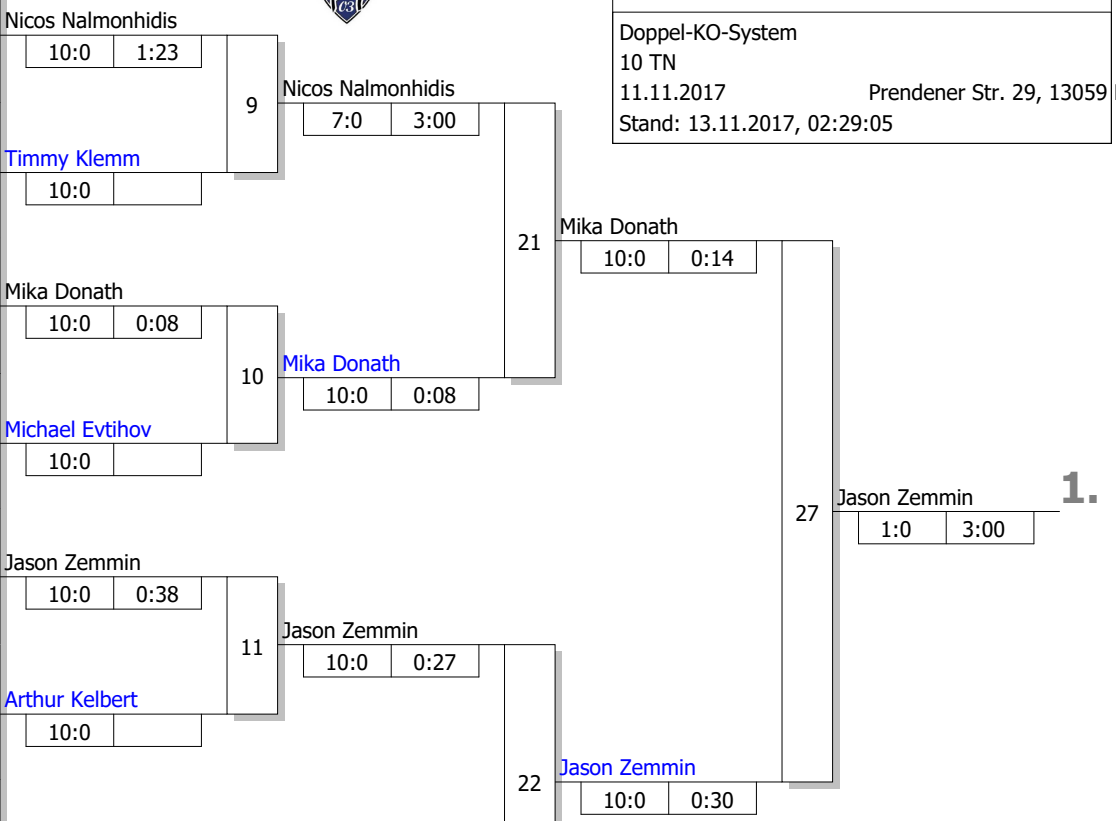 C3
Doppel-KO-System
10 TN
11.11.2017 Prendener Str. 29, 13059
Stand: 13.11.2017, 02:29:05
Nicos Nalmonhidis
10:0 1:23
9
Timmy Klemm
10:0
Nicos Nalmonhidis
7:0 3:00
21
Mika Donath
10:0 0:08
10
Michael Evtihov
10:0
Mika Donath
10:0 0:08
Mika Donath
10:0 0:14
27
Jason Zemmin
1:0 3:00
1.
Jason Zemmin
10:0 0:38
11
Arthur Kelbert
10:0
Jason Zemmin
10:0 0:27
22
Jason Zemmin
10:0 0:30